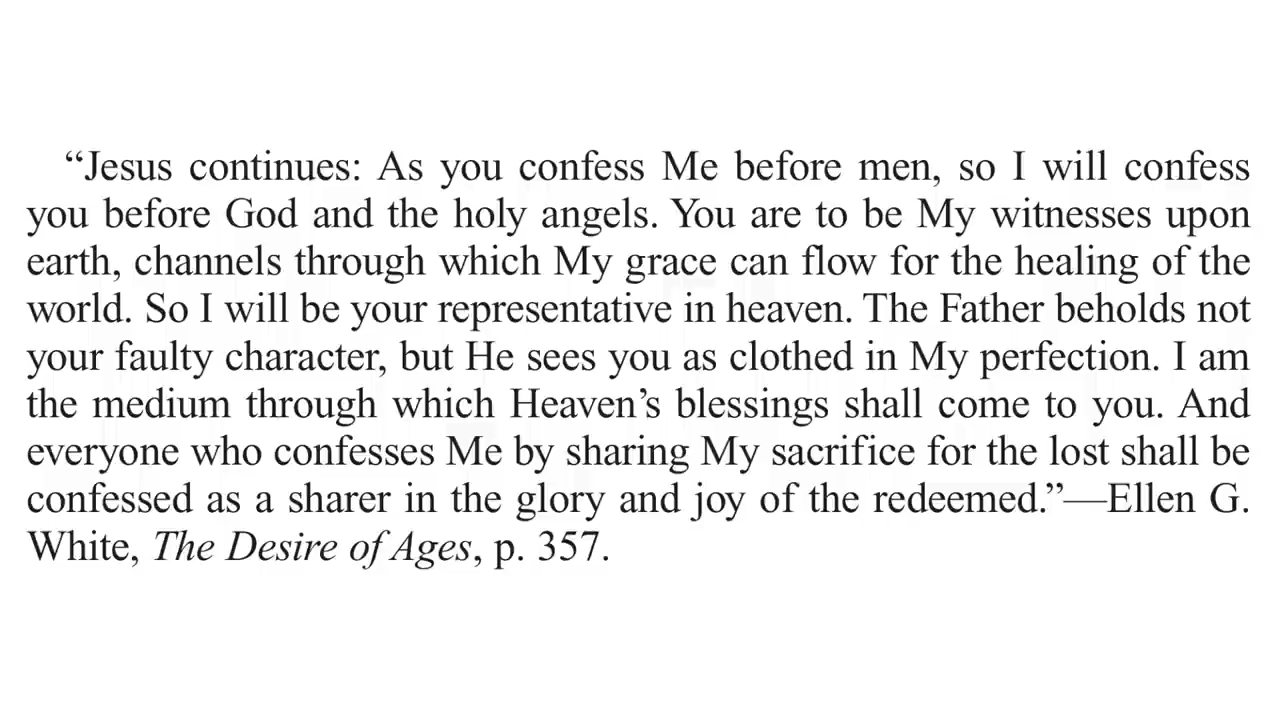 “Jesus continues: As you confess Me before men, so I will confess
you before God and the holy angels. You are to be My witnesses upon
earth, channels through which My grace can flow for the healing of the
world. So I will be your representative in heaven. The Father beholds not
your faulty character, but He sees you as clothed in My perfection. I am
the medium through which Heaven’s blessings shall come to you. And
everyone who confesses Me by sharing My sacrifice for the lost shall be
confessed as a sharer in the glory and joy of the redeemed.”—Ellen G.
White, The Desire of Ages, p. 357.